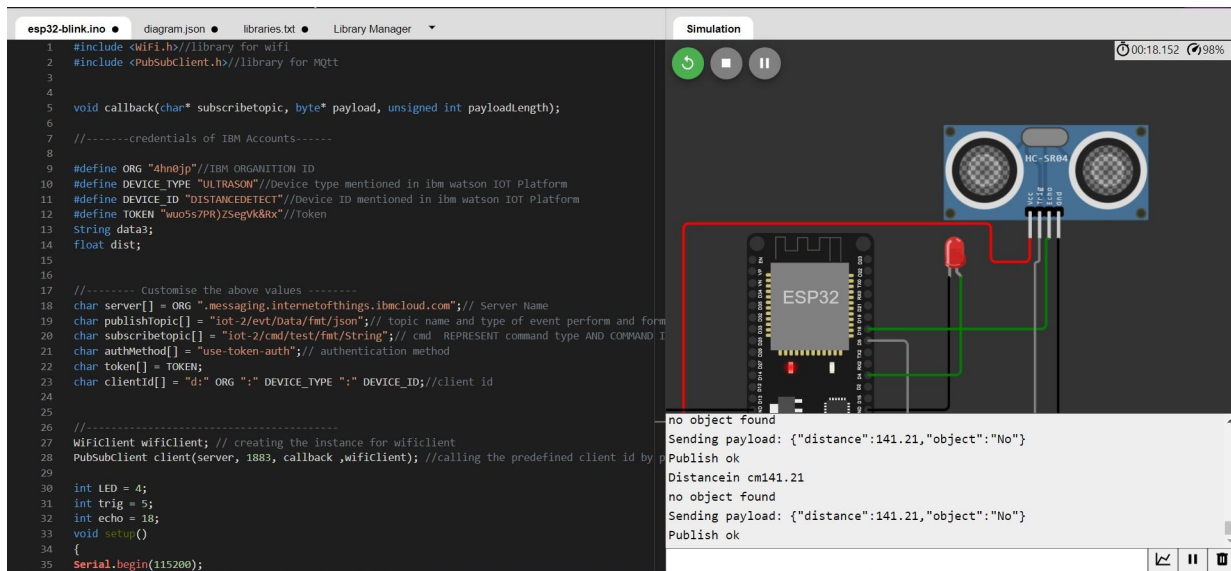 esp32-blink.ino ● diagram.json ● libraries.txt ● Library Manager
1 #include <WiFi.h>//library for wifi
2 #include <PubSubClient.h>//library for MQtt
3
4
5 void callback(char* subscribetopic, byte* payload, unsigned int payloadLength);
6
7 //-------credentials of IBM Accounts------
8
9 #define ORG "4hn0jp"//IBM ORGANITION ID
10 #define DEVICE_TYPE "ULTRASON"//Device type mentioned in ibm watson IOT Platform
11 #define DEVICE_ID "DISTANCEDETECT"//Device ID mentioned in ibm watson IOT Platform
12 #define TOKEN "wuo5s7PR)ZSegVk&Rx"//Token
13 String data3;
14 float dist;
15
16
17 //-------- Customise the above values --------
18 char server[] = ORG ".messaging.internetofthings.ibmcloud.com";// Server Name
19 char publishTopic[] = "iot-2/evt/Data/fmt/json";// topic name and type of event perform and form
20 char subscribetopic[] = "iot-2/cmd/test/fmt/String";// cmd REPRESENT command type AND COMMAND I
21 char authMethod[] = "use-token-auth";// authentication method
22 char token[] = TOKEN;
23 char clientId[] = "d:" ORG ":" DEVICE_TYPE ":" DEVICE_ID;//client id
24
25
26 //-----------------------------------------
27 WiFiClient wifiClient; // creating the instance for wificlient
28 PubSubClient client(server, 1883, callback ,wifiClient); //calling the predefined client id by p
29
30 int LED = 4;
31 int trig = 5;
32 int echo = 18;
33 void setup()
34 {
35 Serial.begin(115200);
Simulation
00:18.152 98%
HC-SR04
Vcc
Trig
Echo
Gnd
ESP32
no object found
Sending payload: {"distance":141.21,"object":"No"}
Publish ok
Distancein cm141.21
no object found
Sending payload: {"distance":141.21,"object":"No"}
Publish ok